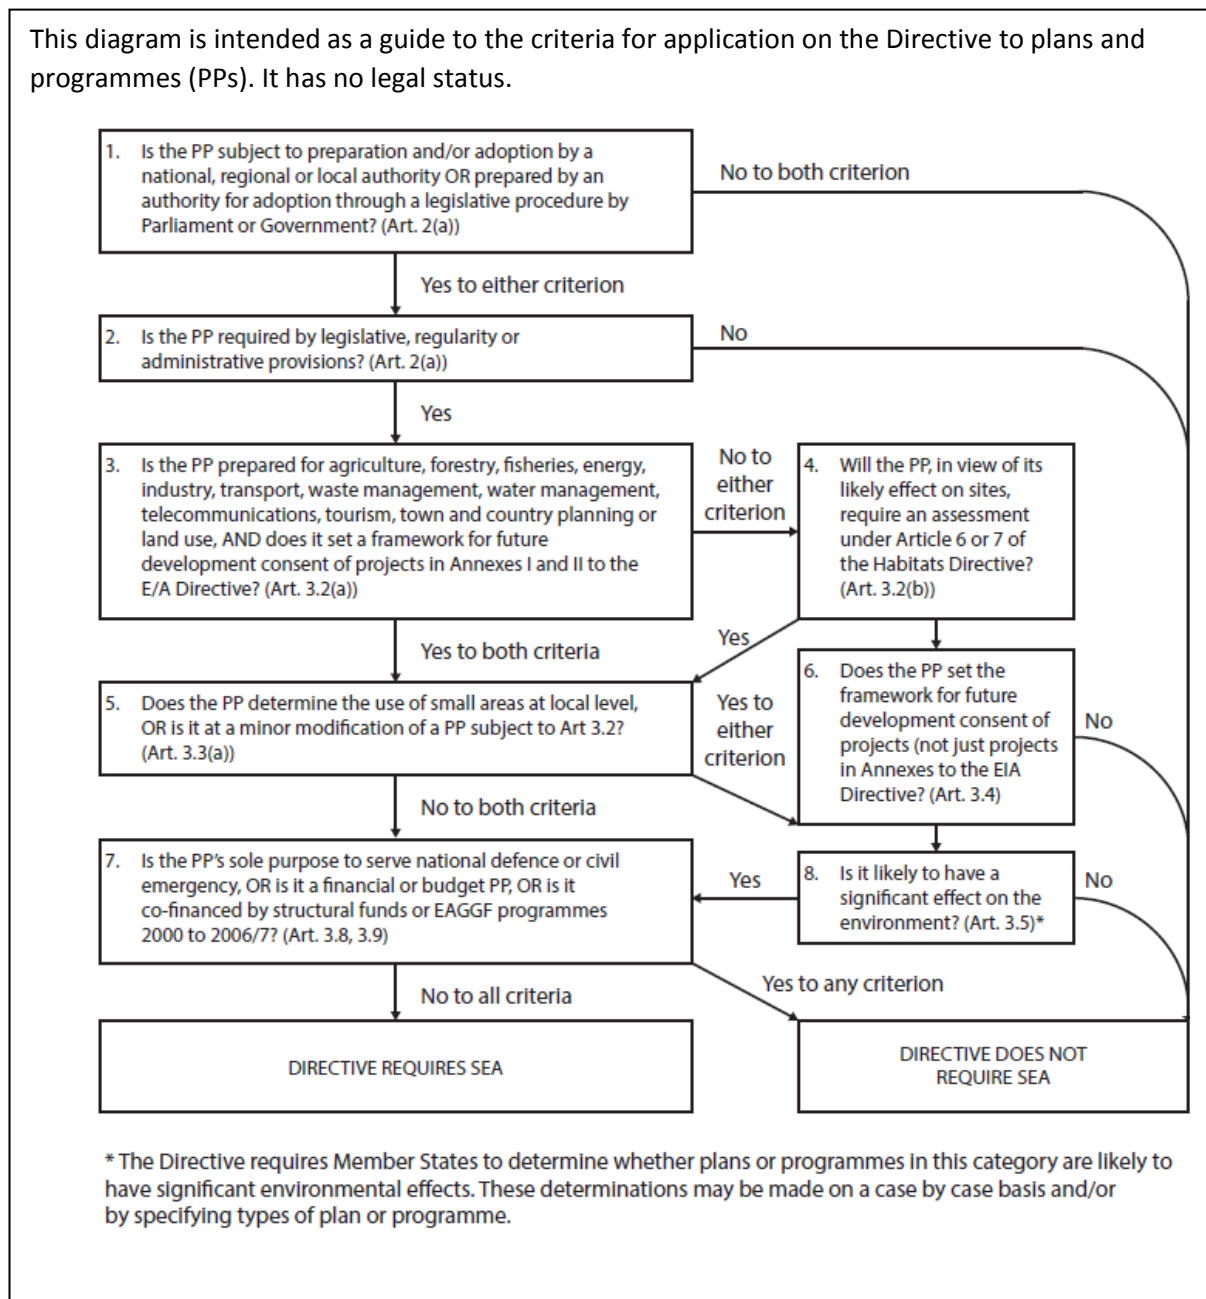 This diagram is intended as a guide to the criteria for application on the Directive to plans and
programmes (PPs). It has no legal status.
1. Is the PP subject to preparation and/or adoption by a
national, regional or local authority OR prepared by an
authority for adoption through a legislative procedure by
Parliament or Government? (Art. 2(a))
No to both criterion
Yes to either criterion
2. Is the PP required by legislative, regularity or
administrative provisions? (Art. 2(a))
No
Yes
3. Is the PP prepared for agriculture, forestry, fisheries, energy,
industry, transport, waste management, water management,
telecommunications, tourism, town and country planning or
land use, AND does it set a framework for future
development consent of projects in Annexes I and II to the
E/A Directive? (Art. 3.2(a))
No to
either
criterion
4. Will the PP, in view of its
likely effect on sites,
require an assessment
under Article 6 or 7 of
the Habitats Directive?
(Art. 3.2(b))
Yes to both criteria
Yes
5. Does the PP determine the use of small areas at local level,
OR is it at a minor modification of a PP subject to Art 3.2?
(Art. 3.3(a))
Yes to
either
criterion
6. Does the PP set the
framework for future
development consent of
projects (not just projects
in Annexes to the EIA
Directive? (Art. 3.4)
No
No to both criteria
7. Is the PP's sole purpose to serve national defence or civil
emergency, OR is it a financial or budget PP, OR is it
co-financed by structural funds or EAGGF programmes
2000 to 2006/7? (Art. 3.8, 3.9)
Yes
8. Is it likely to have a
significant effect on the
environment? (Art. 3.5)*
No
No to all criteria
Yes to any criterion
DIRECTIVE REQUIRES SEA
DIRECTIVE DOES NOT
REQUIRE SEA
* The Directive requires Member States to determine whether plans or programmes in this category are likely to
have significant environmental effects. These determinations may be made on a case by case basis and/or
by specifying types of plan or programme.